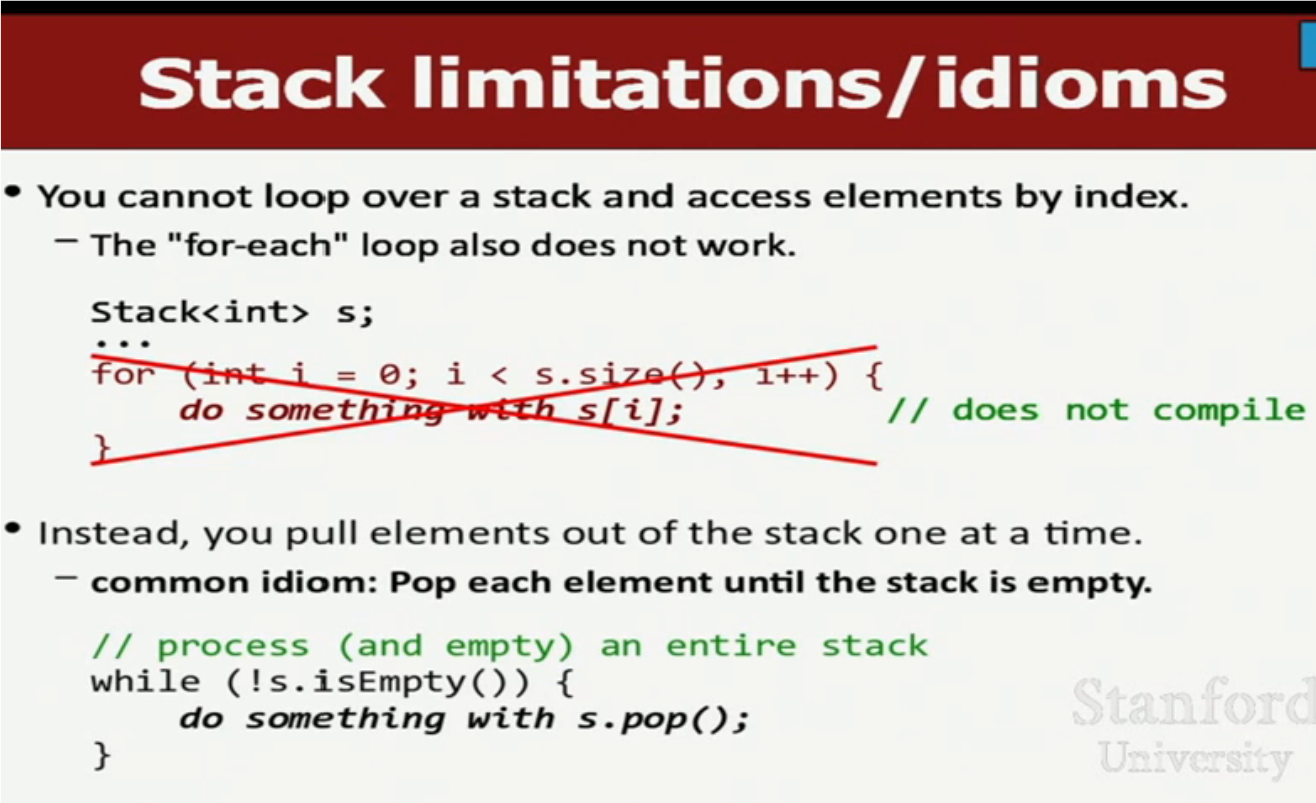 Stack limitations/idioms
• You cannot loop over a stack and access elements by index.
– The "for-each" loop also does not work.
Stack<int> s;
...
for (int i = 0; i < s.size(), i++) {
do something with s[i]; // does not compile
}
• Instead, you pull elements out of the stack one at a time.
– common idiom: Pop each element until the stack is empty.
// process (and empty) an entire stack
while (!s.isEmpty()) {
do something with s.pop();
}
Stanford
University